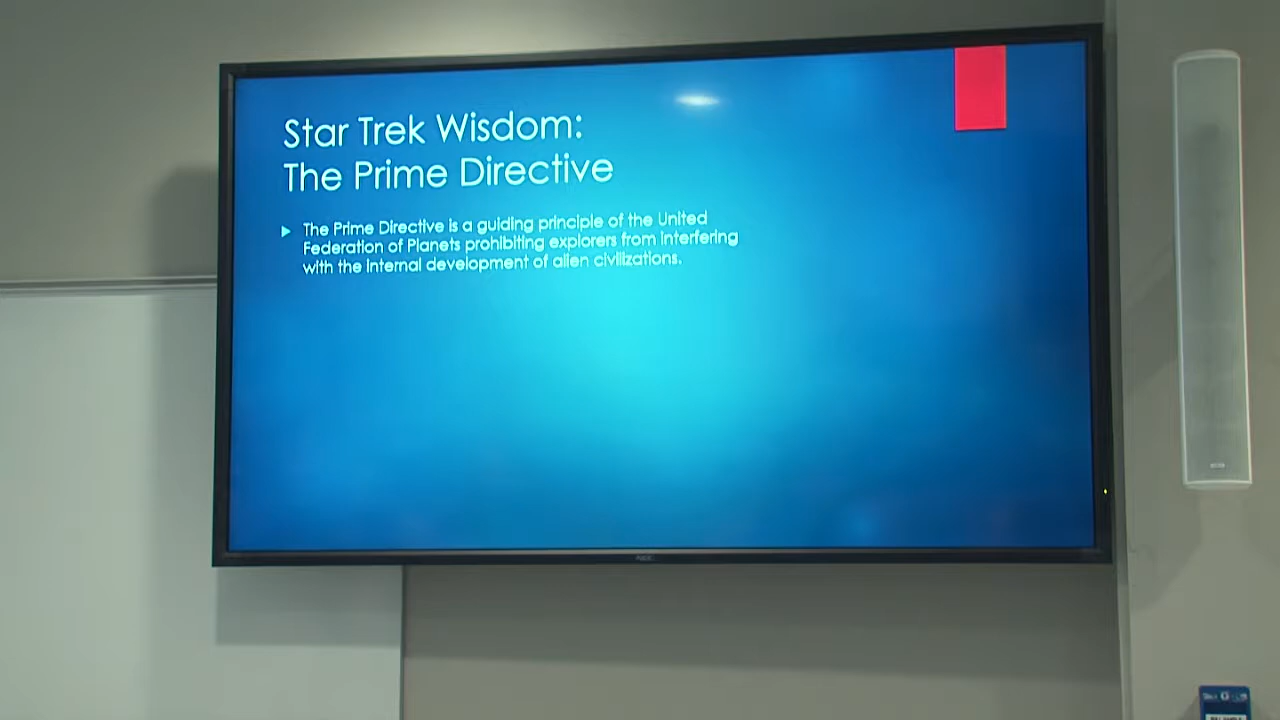 Star Trek Wisdom:
The Prime Directive
The Prime Directive is a guiding principle of the United
Federation of Planets prohibiting explorers from interfering
with the internal development of alien civilizations.
NEC